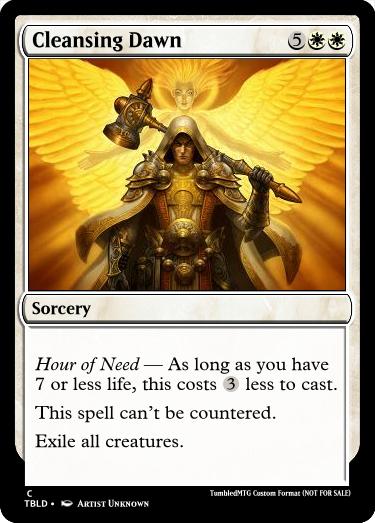 Cleansing Dawn 5
Sorcery
Hour of Need — As long as you have
7 or less life, this costs 3 less to cast.
This spell can't be countered.
Exile all creatures.
C
TBLD • Artist Unknown
TumbledMTG Custom Format (NOT FOR SALE)